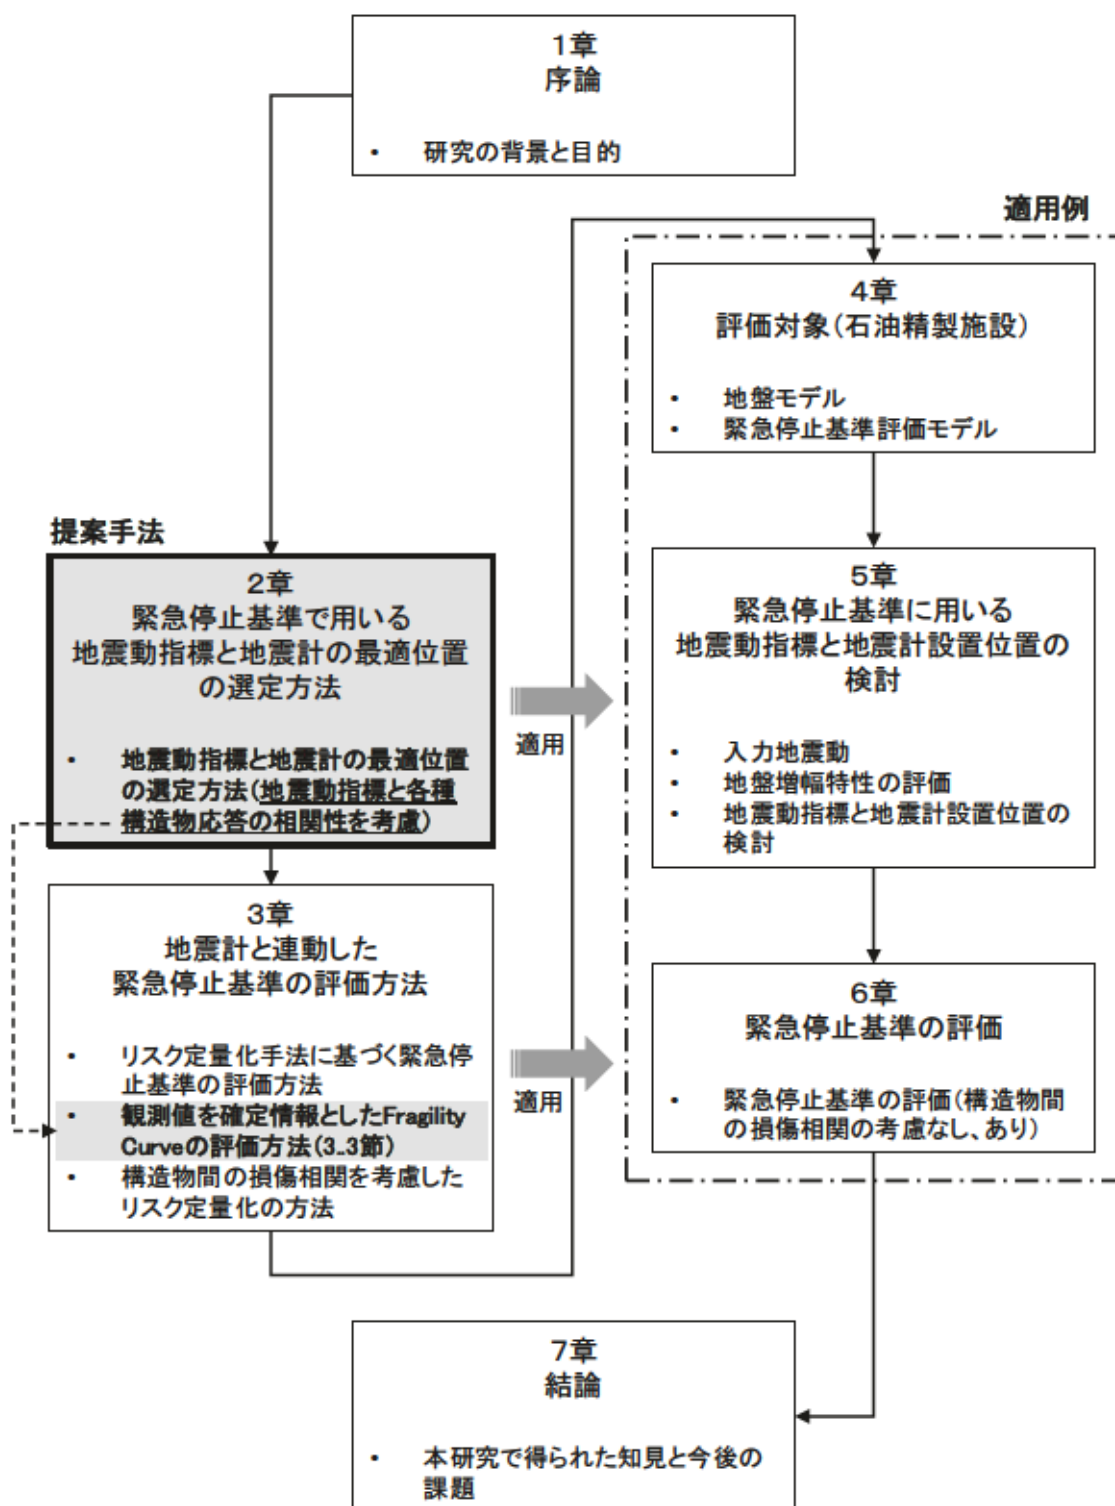 1章
序論
• 研究の背景と目的
提案手法
2章
緊急停止基準で用いる
地震動指標と地震計の最適位置
の選定方法
• 地震動指標と地震計の最適位置
の選定方法(地震動指標と各種
構造物応答の相関性を考慮)
適用
3章
地震計と連動した
緊急停止基準の評価方法
• リスク定量化手法に基づく緊急停
止基準の評価方法
• 観測値を確定情報としたFragility
Curveの評価方法(3..3節)
• 構造物間の損傷相関を考慮した
リスク定量化の方法
適用
適用例
4章
評価対象(石油精製施設)
• 地盤モデル
• 緊急停止基準評価モデル
5章
緊急停止基準に用いる
地震動指標と地震計設置位置の
検討
• 入力地震動
• 地盤増幅特性の評価
• 地震動指標と地震計設置位置の
検討
6章
緊急停止基準の評価
• 緊急停止基準の評価(構造物間
の損傷相関の考慮なし、あり)
7章
結論
• 本研究で得られた知見と今後の
課題